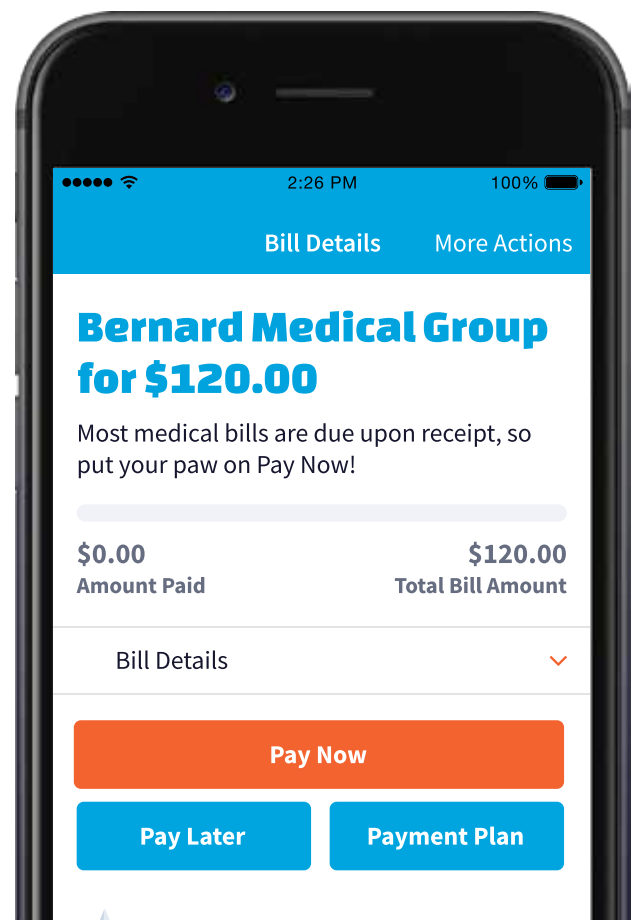 2:26 PM 100%
Bill Details More Actions
Bernard Medical Group
for $120.00
Most medical bills are due upon receipt, so
put your paw on Pay Now!
$0.00 $120.00
Amount Paid Total Bill Amount
Bill Details
Pay Now
Pay Later Payment Plan